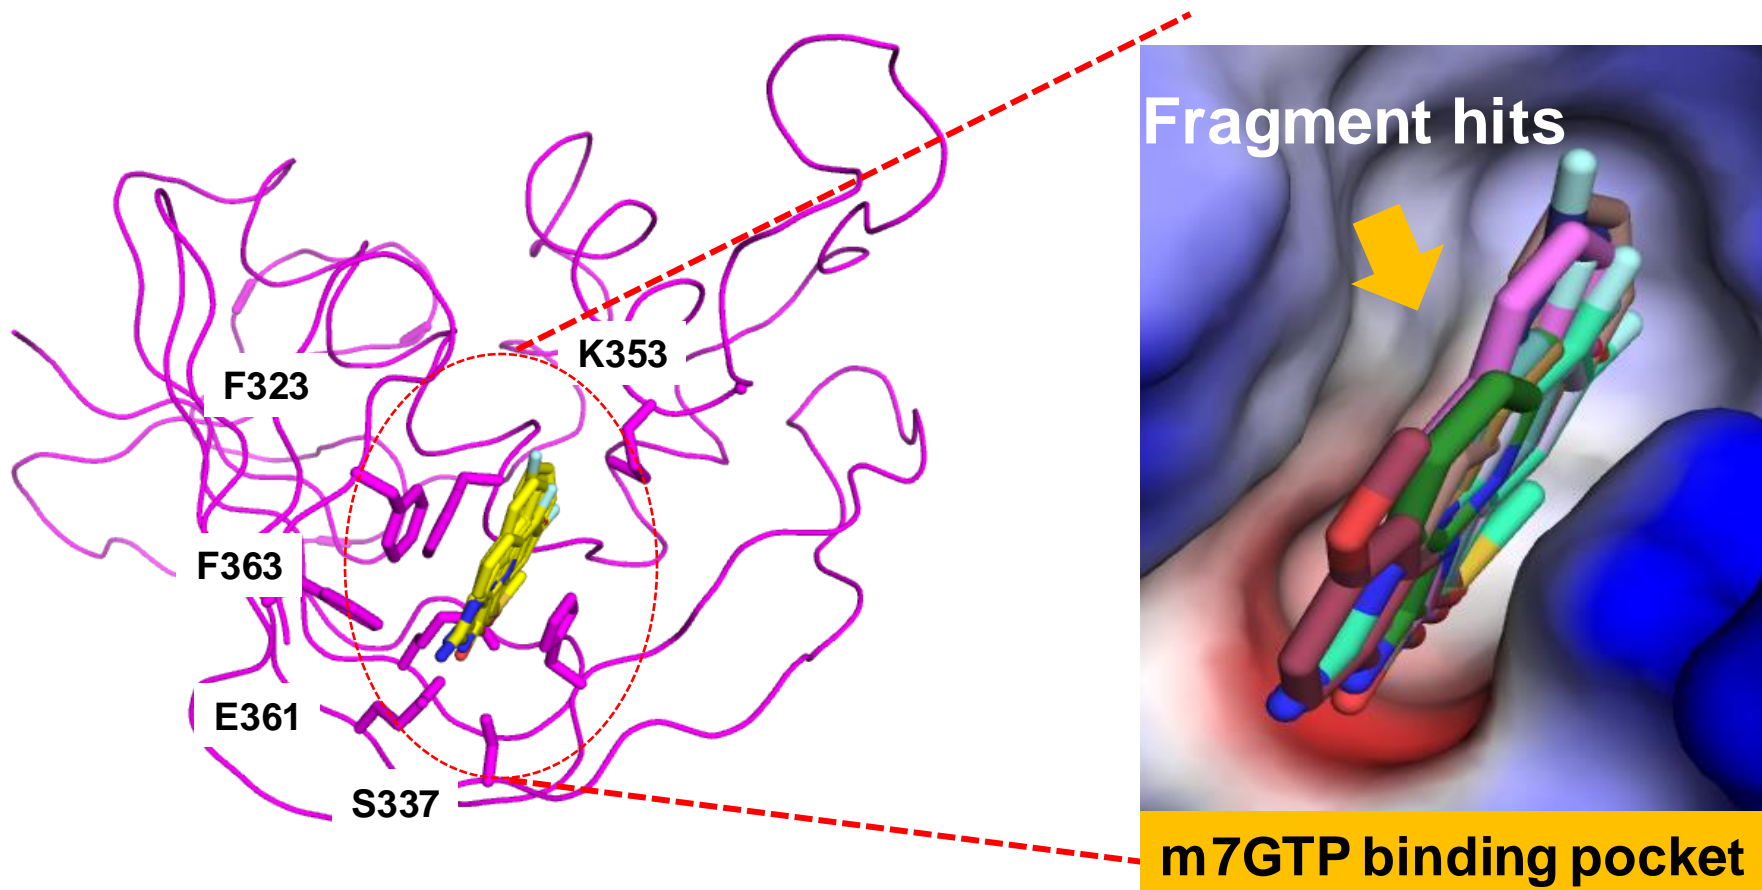 Fragment hits
K353
F323
F363
E361
S337
m7GTP binding pocket